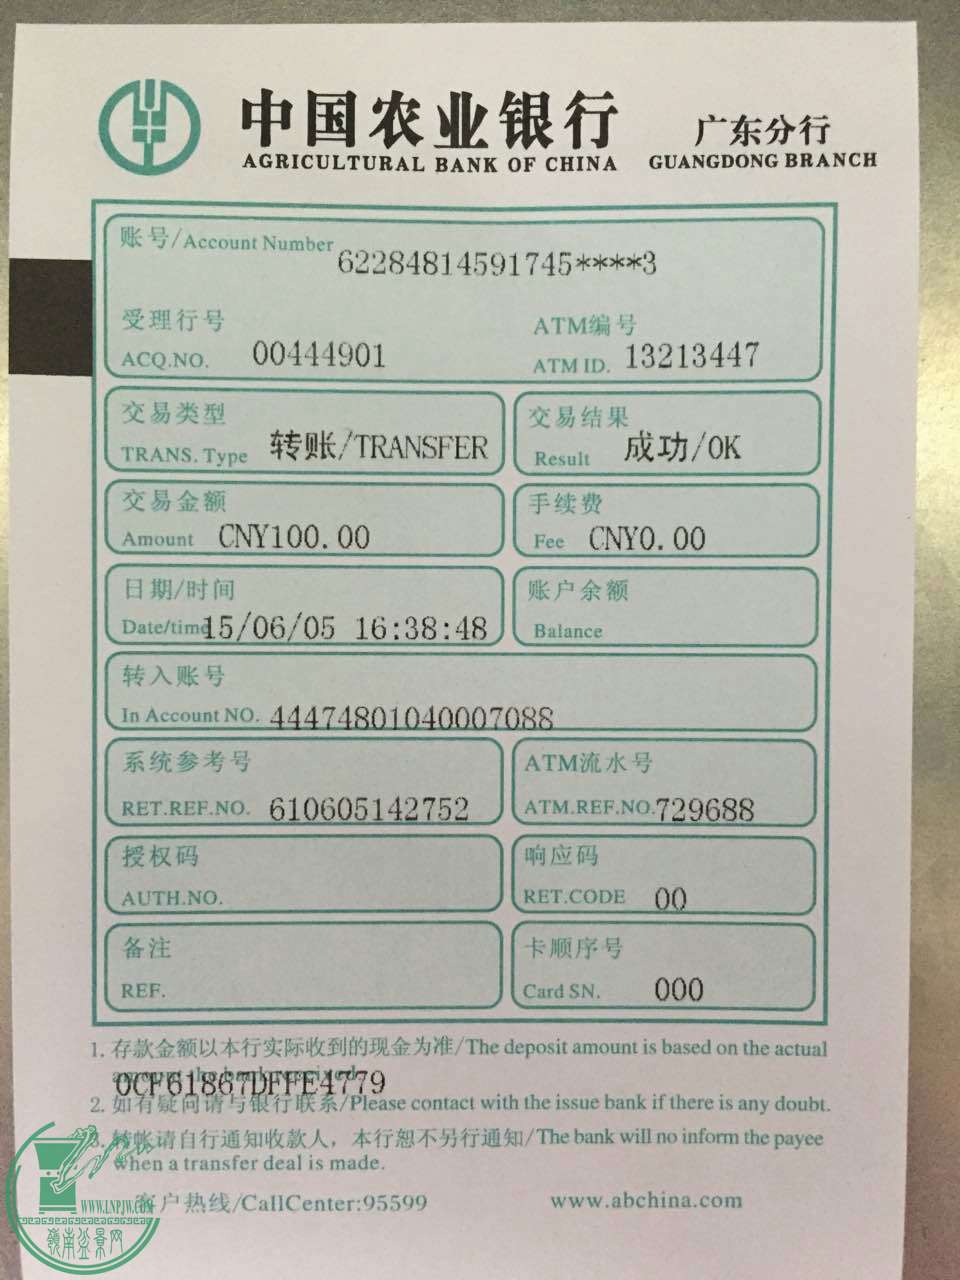 中国农业银行 广东分行
AGRICULTURAL BANK OF CHINA GUANGDONG BRANCH
账号/Account Number 62284814591745****3
受理行号 ATM编号
ACQ.NO. 00444901 ATM ID. 13213447
交易类型 交易结果
TRANS. Type 转账/TRANSFER Result 成功/OK
交易金额 手续费
Amount CNY100.00 Fee CNY0.00
日期/时间 账户余额
Date/time 15/06/05 16:38:48 Balance
转入账号
In Account NO. 44474801040007088
系统参考号 ATM流水号
RET.REF.NO. 610605142752 ATM.REF.NO. 729688
授权码 响应码
AUTH.NO. RET.CODE 00
备注 卡顺序号
REF. Card SN. 000
1. 存款金额以本行实际收到的现金为准/The deposit amount is based on the actual
amount the bank received.
0CF61867DFFE4779
2. 如有疑问请与银行联系/Please contact with the issue bank if there is any doubt.
3. 转帐请自行通知收款人，本行恕不另行通知/The bank will no inform the payee
when a transfer deal is made.
客户热线/CallCenter:95599 www.abchina.com
WWW.LNPJW.COM
嶺南盆景网